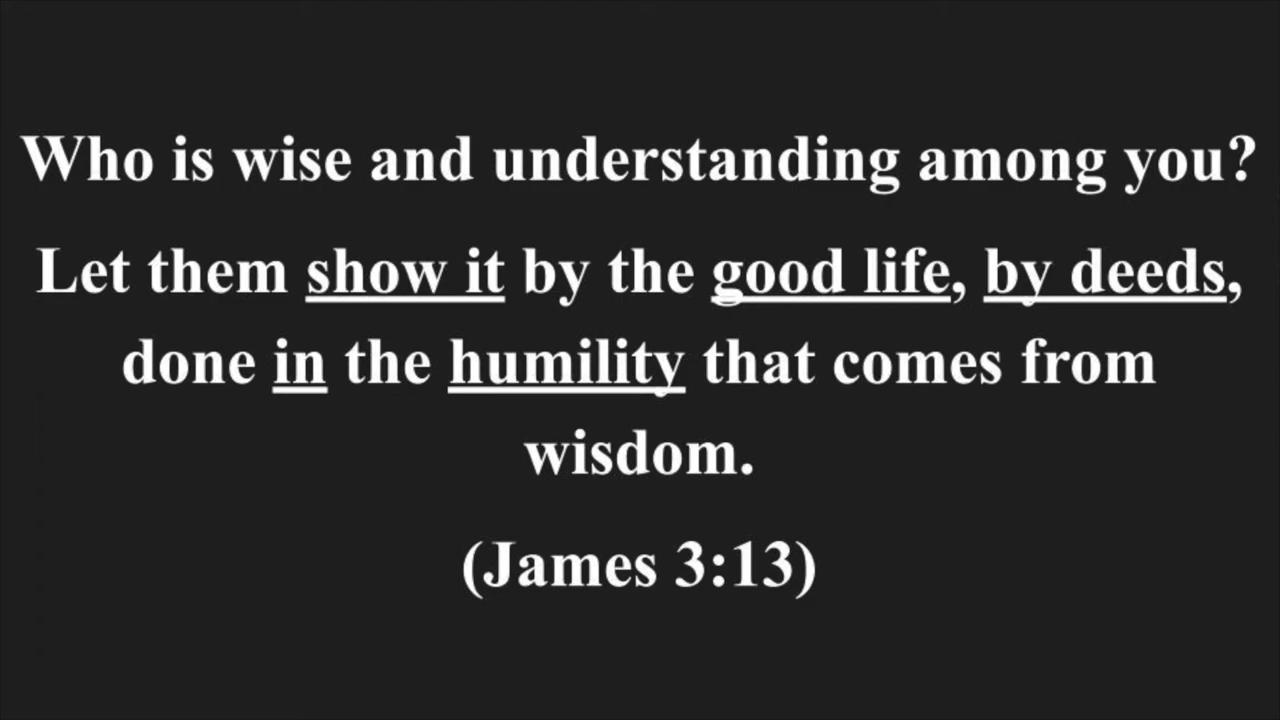 Who is wise and understanding among you?
Let them show it by the good life, by deeds,
done in the humility that comes from
wisdom.
(James 3:13)